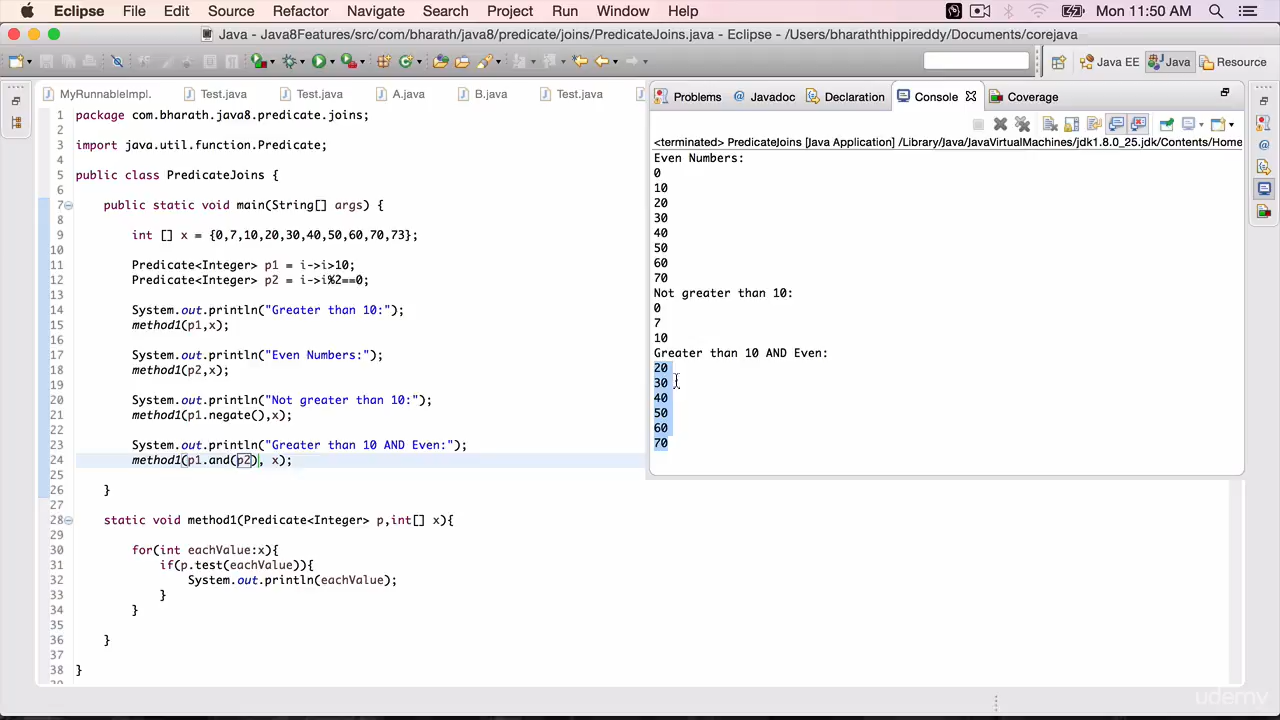 Eclipse File Edit Source Refactor Navigate Search Project Run Window Help Mon 11:50 AM
Java - Java8Features/src/com/bharath/java8/predicate/joins/PredicateJoins.java - Eclipse - /Users/bharaththippireddy/Documents/corejava
Java EE Java Resource
MyRunnableImpl. Test.java Test.java A.java B.java Test.java
Problems Javadoc Declaration Console Coverage
1 package com.bharath.java8.predicate.joins;
2
3 import java.util.function.Predicate;
4
5 public class PredicateJoins {
6
7 public static void main(String[] args) {
8
9 int [] x = {0,7,10,20,30,40,50,60,70,73};
10
11 Predicate<Integer> p1 = i->i>10;
12 Predicate<Integer> p2 = i->i%2==0;
13
14 System.out.println("Greater than 10:");
15 method1(p1,x);
16
17 System.out.println("Even Numbers:");
18 method1(p2,x);
19
20 System.out.println("Not greater than 10:");
21 method1(p1.negate(),x);
22
23 System.out.println("Greater than 10 AND Even:");
24 method1(p1.and(p2), x);
25
26 }
27
28 static void method1(Predicate<Integer> p,int[] x){
29
30 for(int eachValue:x){
31 if(p.test(eachValue)){
32 System.out.println(eachValue);
33 }
34 }
35
36 }
37
38 }
<terminated> PredicateJoins [Java Application] /Library/Java/JavaVirtualMachines/jdk1.8.0_25.jdk/Contents/Home
Even Numbers:
0
10
20
30
40
50
60
70
Not greater than 10:
0
7
10
Greater than 10 AND Even:
20
30
40
50
60
70
udemy